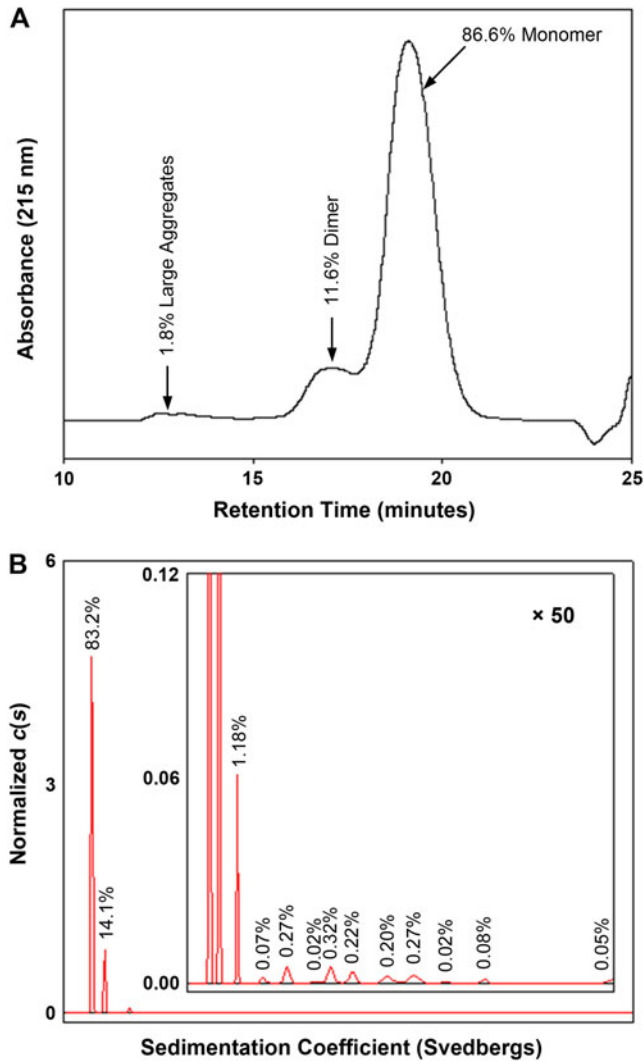 A
Absorbance (215 nm)
1.8% Large Aggregates
11.6% Dimer
86.6% Monomer
10
15
20
25
Retention Time (minutes)
B
Normalized c(s)
6
3
0
83.2%
14.1%
0.12
0.06
0.00
× 50
1.18%
0.07%
0.27%
0.02%
0.32%
0.22%
0.20%
0.27%
0.02%
0.08%
0.05%
Sedimentation Coefficient (Svedbergs)